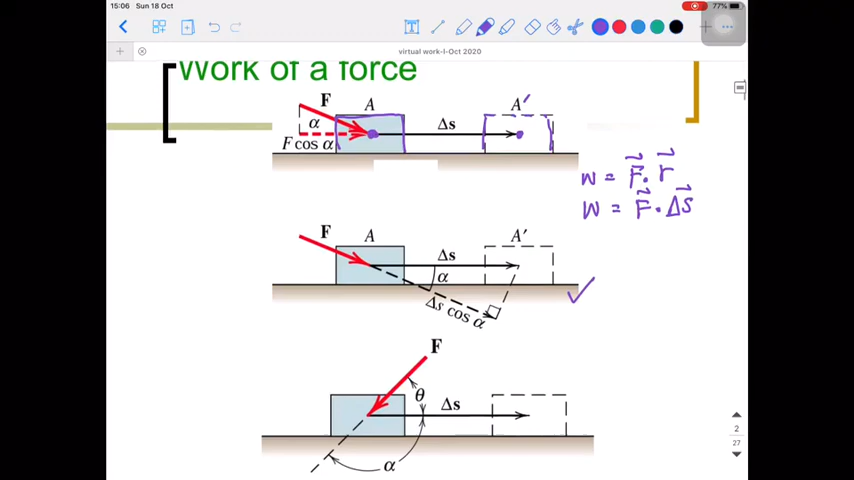 15:06 Sun 18 Oct
77%
virtual work-I-Oct 2020
Work of a force
F A Δs A′
α
F cos α
W = F⃗ · r⃗
W = F⃗ · Δs⃗
F A Δs A′
α
Δs cos α
F
θ Δs
α
2
27